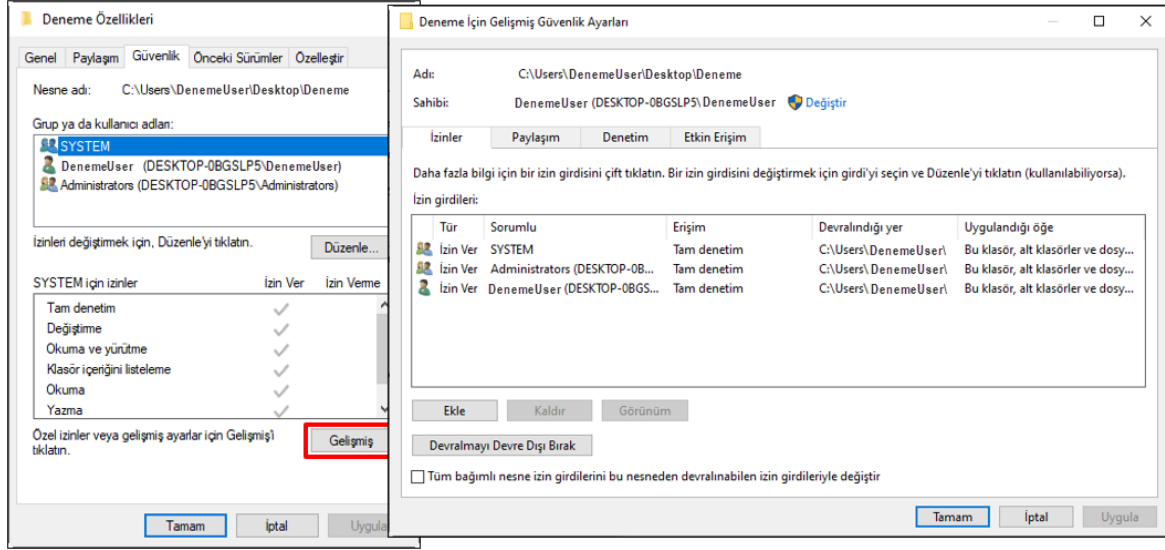 Deneme Özellikleri
Genel Paylaşım Güvenlik Önceki Sürümler Özelleştir
Nesne adı: C:\Users\DenemeUser\Desktop\Deneme
Grup ya da kullanıcı adları:
SYSTEM
DenemeUser (DESKTOP-0BGSLP5\DenemeUser)
Administrators (DESKTOP-0BGSLP5\Administrators)
İzinleri değiştirmek için, Düzenle'yi tıklatın.
Düzenle...
SYSTEM için izinler İzin Ver İzin Verme
Tam denetim
Değiştirme
Okuma ve yürütme
Klasör içeriğini listeleme
Okuma
Yazma
Özel izinler veya gelişmiş ayarlar için Gelişmiş'i
tıklatın.
Gelişmiş
Tamam İptal Uygula
Deneme İçin Gelişmiş Güvenlik Ayarları
Adı: C:\Users\DenemeUser\Desktop\Deneme
Sahibi: DenemeUser (DESKTOP-0BGSLP5\DenemeUser Değiştir
İzinler Paylaşım Denetim Etkin Erişim
Daha fazla bilgi için bir izin girdisini çift tıklatın. Bir izin girdisini değiştirmek için girdi'yi seçin ve Düzenle'yi tıklatın (kullanılabiliyorsa).
İzin girdileri:
Tür Sorumlu Erişim Devralındığı yer Uygulandığı öğe
İzin Ver SYSTEM Tam denetim C:\Users\DenemeUser\ Bu klasör, alt klasörler ve dosy...
İzin Ver Administrators (DESKTOP-0B... Tam denetim C:\Users\DenemeUser\ Bu klasör, alt klasörler ve dosy...
İzin Ver DenemeUser (DESKTOP-0BGS... Tam denetim C:\Users\DenemeUser\ Bu klasör, alt klasörler ve dosy...
Ekle Kaldır Görünüm
Devralmayı Devre Dışı Bırak
Tüm bağımlı nesne izin girdilerini bu nesneden devralınabilen izin girdileriyle değiştir
Tamam İptal Uygula